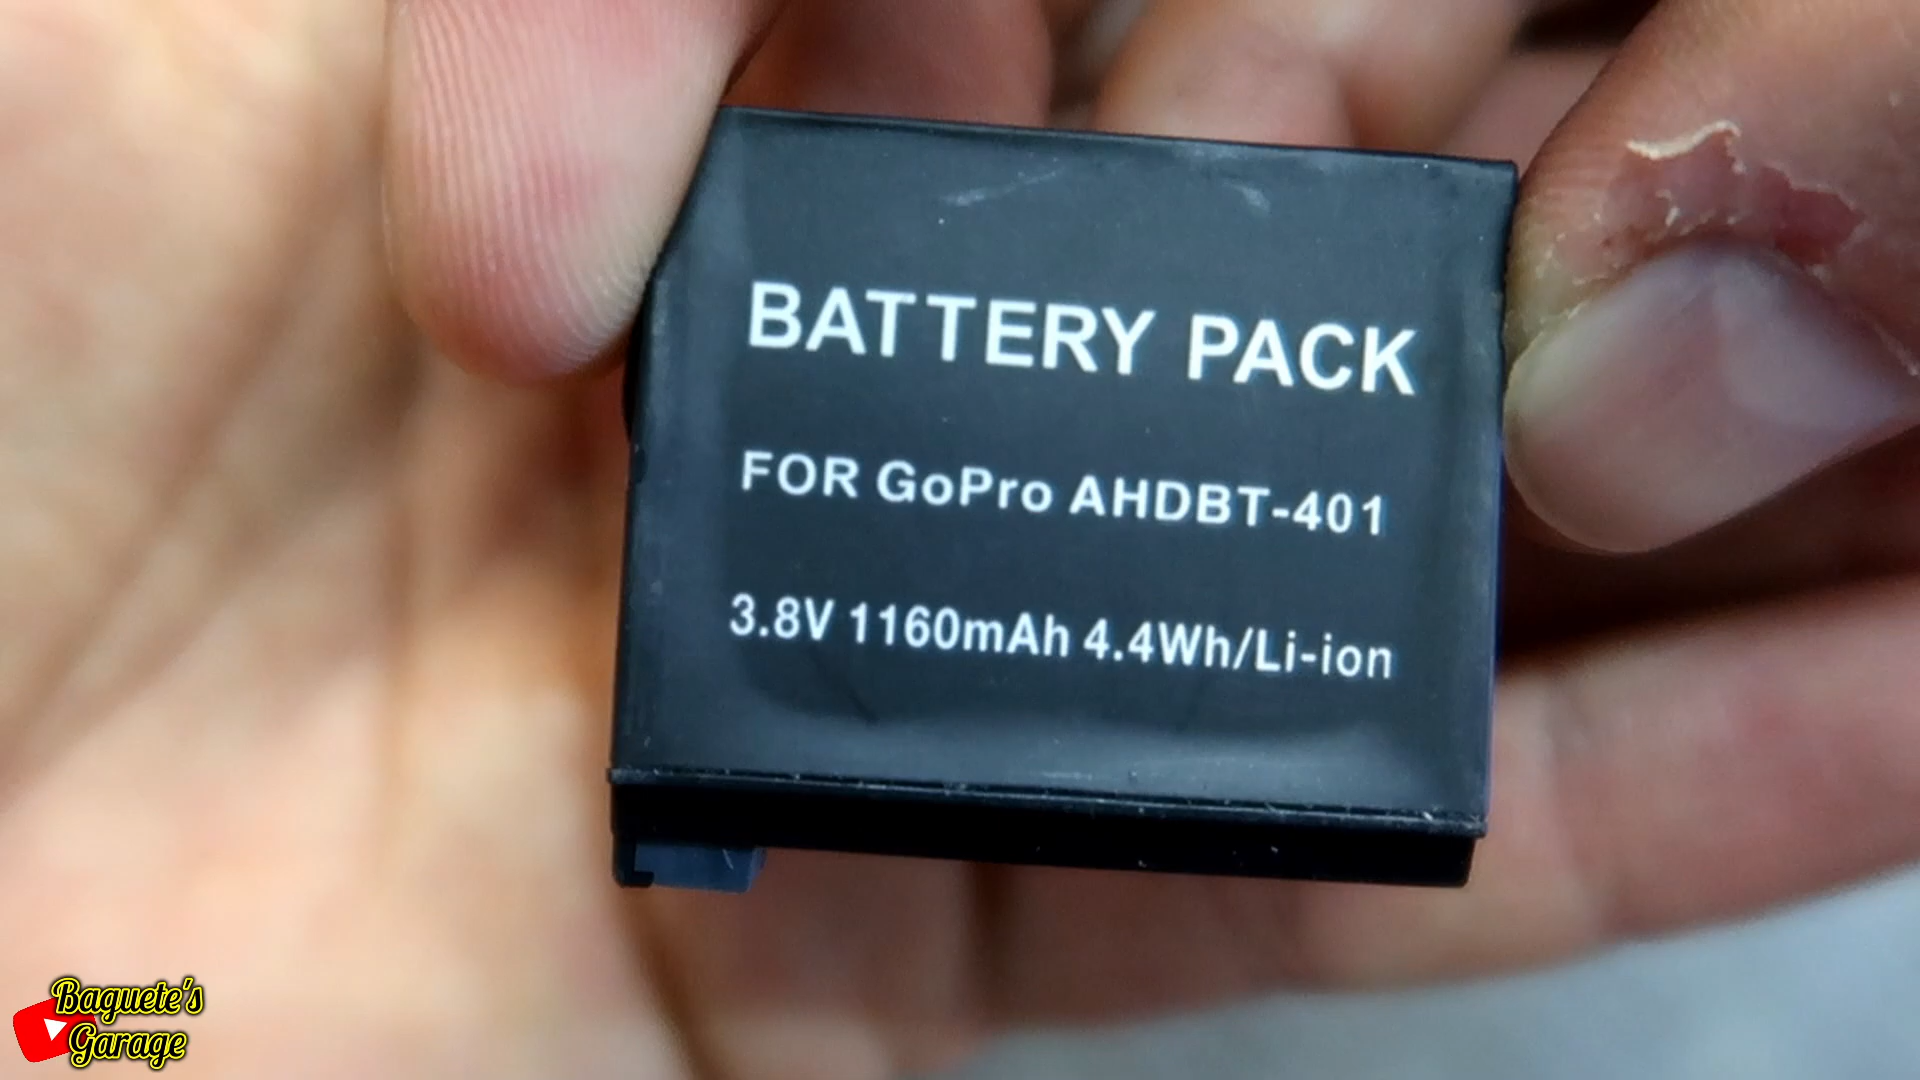 BATTERY PACK
FOR GoPro AHDBT-401
3.8V 1160mAh 4.4Wh/Li-ion
Baguete's
Garage